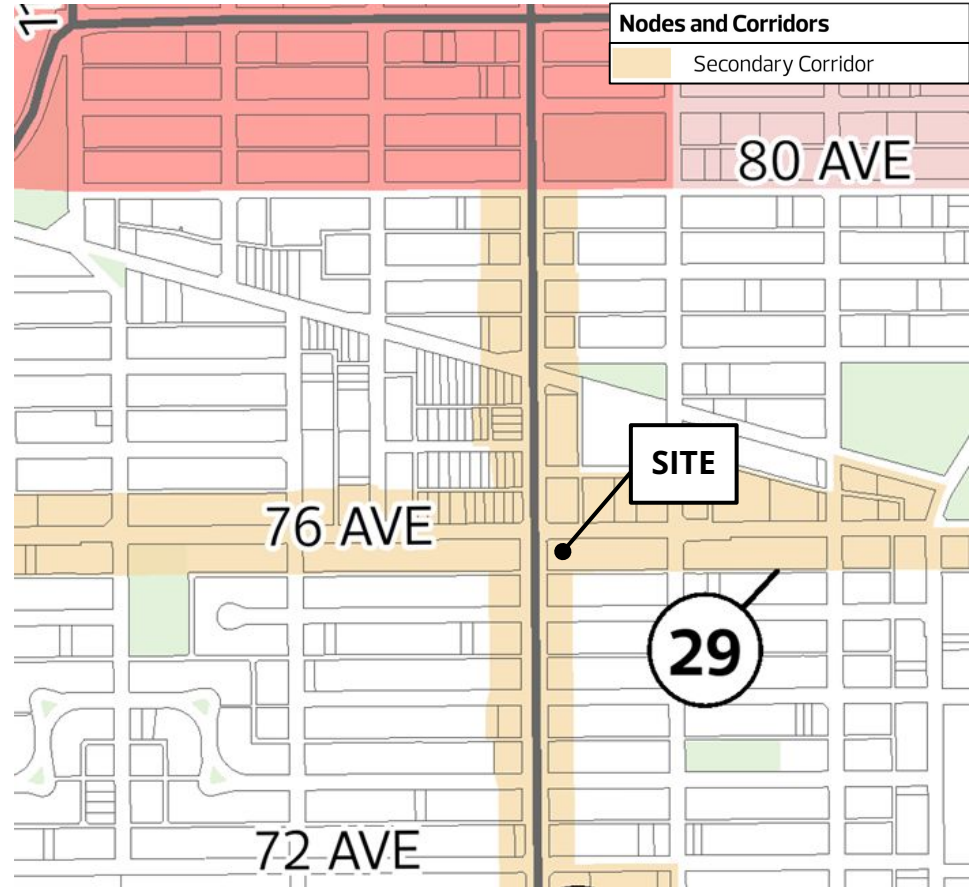 Nodes and Corridors
Secondary Corridor
80 AVE
SITE
76 AVE
29
72 AVE